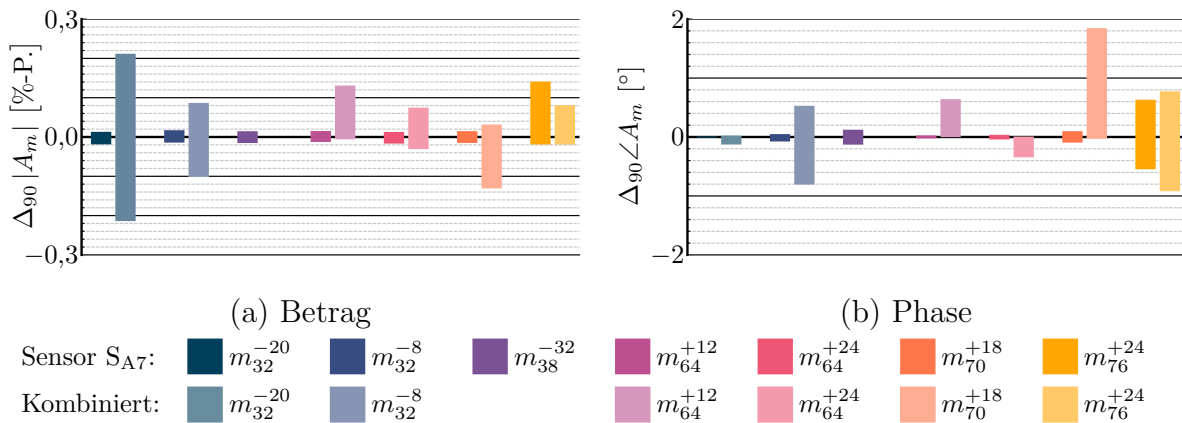 Δ₉₀ |Aₘ| [%-P.]
0,3
0,0
−0,3
(a) Betrag
Δ₉₀∠Aₘ [°]
2
0
−2
(b) Phase
Sensor S_A7: m₃₂⁻²⁰ m₃₂⁻⁸ m₃₈⁻³² m₆₄⁺¹² m₆₄⁺²⁴ m₇₀⁺¹⁸ m₇₆⁺²⁴
Kombiniert: m₃₂⁻²⁰ m₃₂⁻⁸ m₆₄⁺¹² m₆₄⁺²⁴ m₇₀⁺¹⁸ m₇₆⁺²⁴